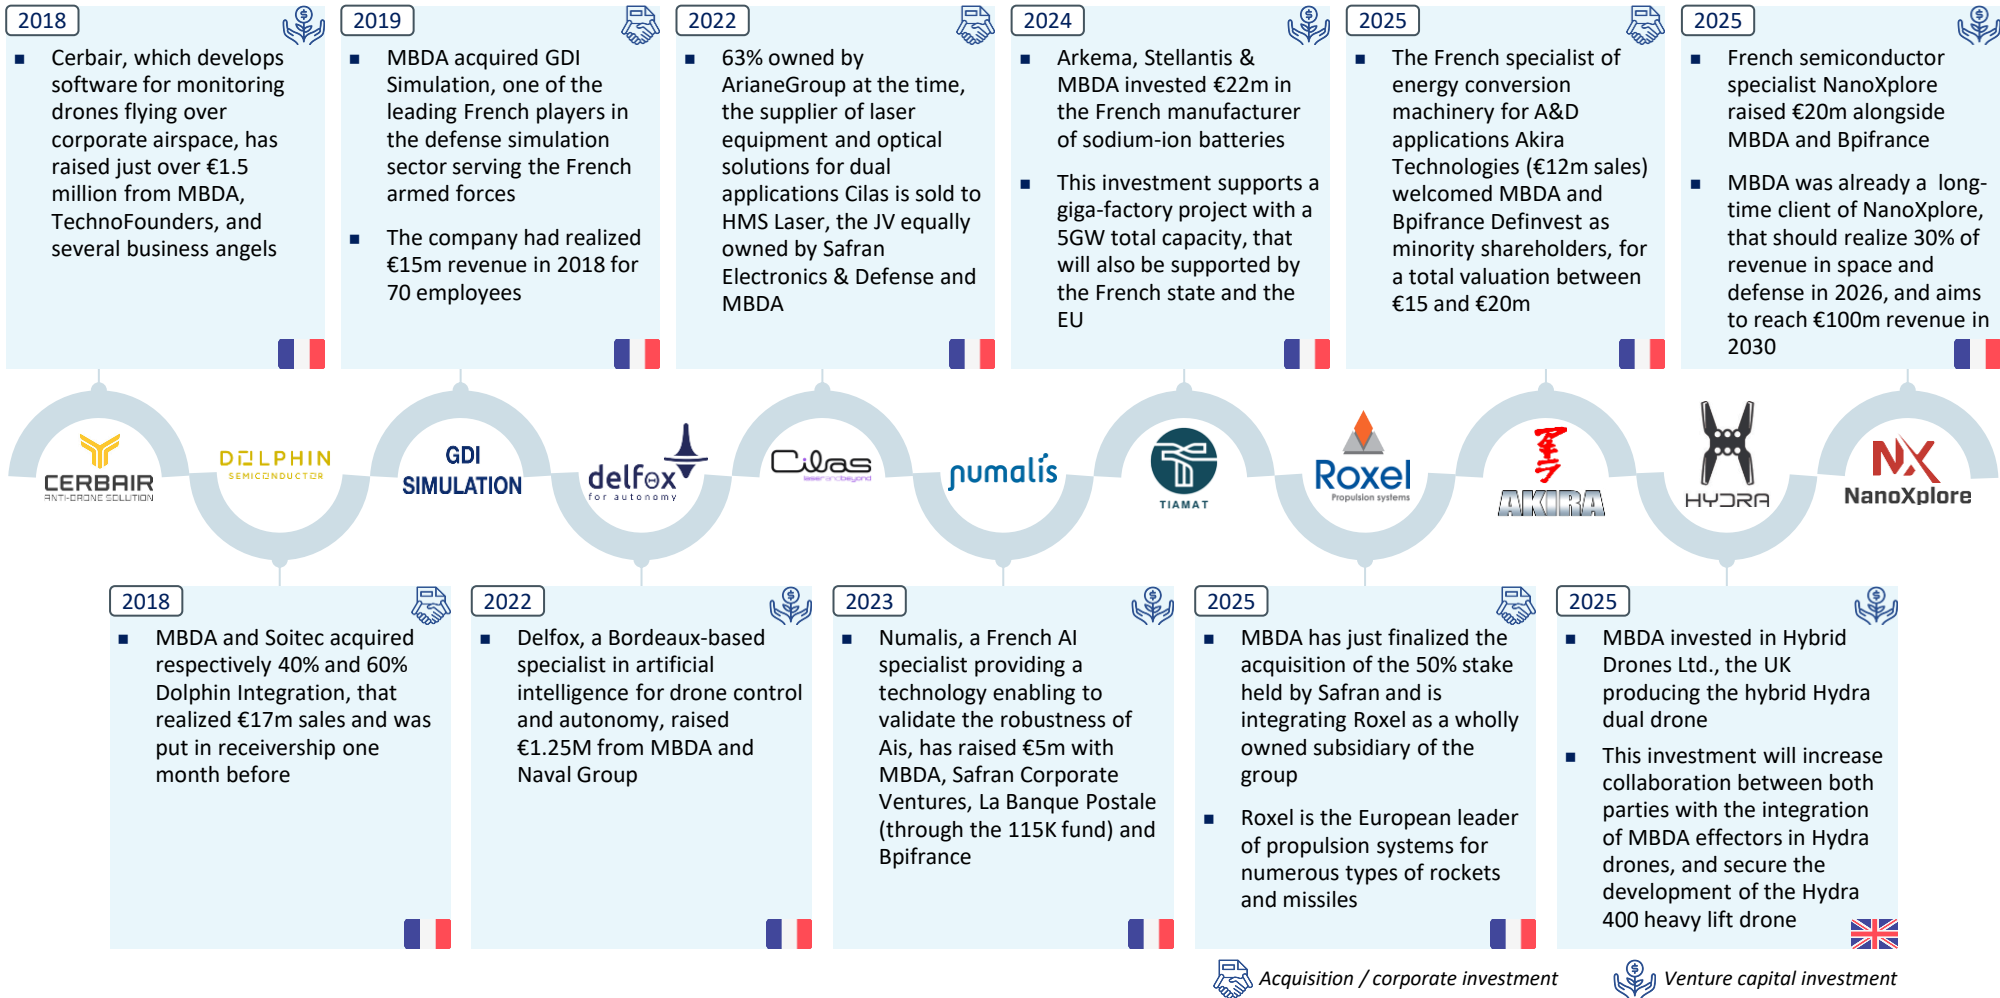 2018
Cerbair, which develops
software for monitoring
drones flying over
corporate airspace, has
raised just over €1.5
million from MBDA,
TechnoFounders, and
several business angels
2019
MBDA acquired GDI
Simulation, one of the
leading French players in
the defense simulation
sector serving the French
armed forces
The company had realized
€15m revenue in 2018 for
70 employees
2022
63% owned by
ArianeGroup at the time,
the supplier of laser
equipment and optical
solutions for dual
applications Cilas is sold to
HMS Laser, the JV equally
owned by Safran
Electronics & Defense and
MBDA
2024
Arkema, Stellantis &
MBDA invested €22m in
the French manufacturer
of sodium-ion batteries
This investment supports a
giga-factory project with a
5GW total capacity, that
will also be supported by
the French state and the
EU
2025
The French specialist of
energy conversion
machinery for A&D
applications Akira
Technologies (€12m sales)
welcomed MBDA and
Bpifrance Definvest as
minority shareholders, for
a total valuation between
€15 and €20m
2025
French semiconductor
specialist NanoXplore
raised €20m alongside
MBDA and Bpifrance
MBDA was already a long-
time client of NanoXplore,
that should realize 30% of
revenue in space and
defense in 2026, and aims
to reach €100m revenue in
2030
CERBAIR
ANTI-DRONE SOLUTION
DOLPHIN
SEMICONDUCTOR
GDI
SIMULATION
delfox
for autonomy
Cilas
laser and beyond
numalis
TIAMAT
Roxel
Propulsion systems
AKIRA
HYDRA
NX
NanoXplore
2018
MBDA and Soitec acquired
respectively 40% and 60%
Dolphin Integration, that
realized €17m sales and was
put in receivership one
month before
2022
Delfox, a Bordeaux-based
specialist in artificial
intelligence for drone control
and autonomy, raised
€1.25M from MBDA and
Naval Group
2023
Numalis, a French AI
specialist providing a
technology enabling to
validate the robustness of
Ais, has raised €5m with
MBDA, Safran Corporate
Ventures, La Banque Postale
(through the 115K fund) and
Bpifrance
2025
MBDA has just finalized the
acquisition of the 50% stake
held by Safran and is
integrating Roxel as a wholly
owned subsidiary of the
group
Roxel is the European leader
of propulsion systems for
numerous types of rockets
and missiles
2025
MBDA invested in Hybrid
Drones Ltd., the UK
producing the hybrid Hydra
dual drone
This investment will increase
collaboration between both
parties with the integration
of MBDA effectors in Hydra
drones, and secure the
development of the Hydra
400 heavy lift drone
Acquisition / corporate investment
Venture capital investment